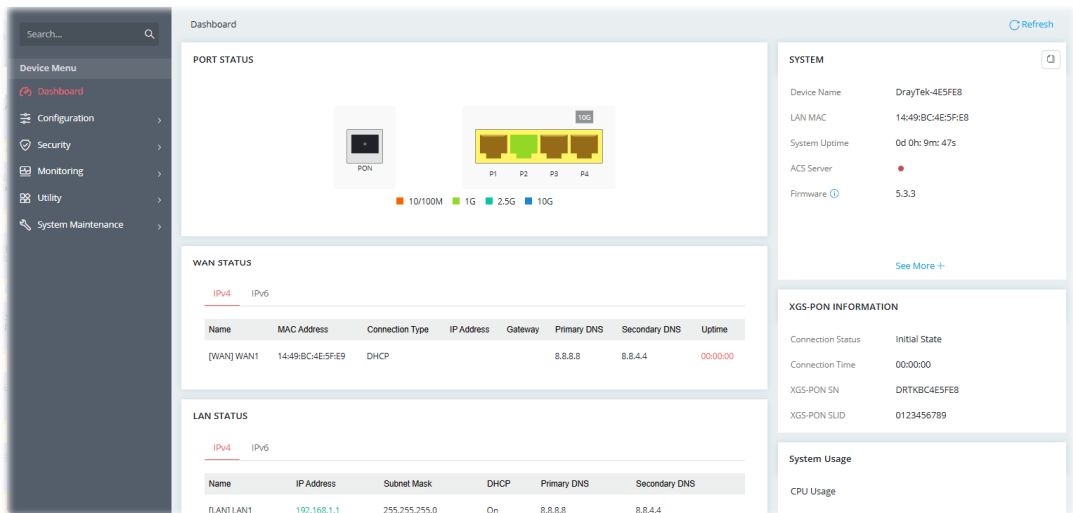 Search...
Device Menu
Dashboard
Configuration
Security
Monitoring
Utility
System Maintenance
Dashboard
Refresh
PORT STATUS
10G
PON
P1 P2 P3 P4
10/100M 1G 2.5G 10G
WAN STATUS
IPv4 IPv6
Name MAC Address Connection Type IP Address Gateway Primary DNS Secondary DNS Uptime
[WAN] WAN1 14:49:BC:4E:5F:E9 DHCP 8.8.8.8 8.8.4.4 00:00:00
LAN STATUS
IPv4 IPv6
Name IP Address Subnet Mask DHCP Primary DNS Secondary DNS
[LAN] LAN1 192.168.1.1 255.255.255.0 On 8.8.8.8 8.8.4.4
SYSTEM
Device Name DrayTek-4E5FE8
LAN MAC 14:49:BC:4E:5F:E8
System Uptime 0d 0h: 9m: 47s
ACS Server
Firmware 5.3.3
See More +
XGS-PON INFORMATION
Connection Status Initial State
Connection Time 00:00:00
XGS-PON SN DRTKBC4E5FE8
XGS-PON SLID 0123456789
System Usage
CPU Usage